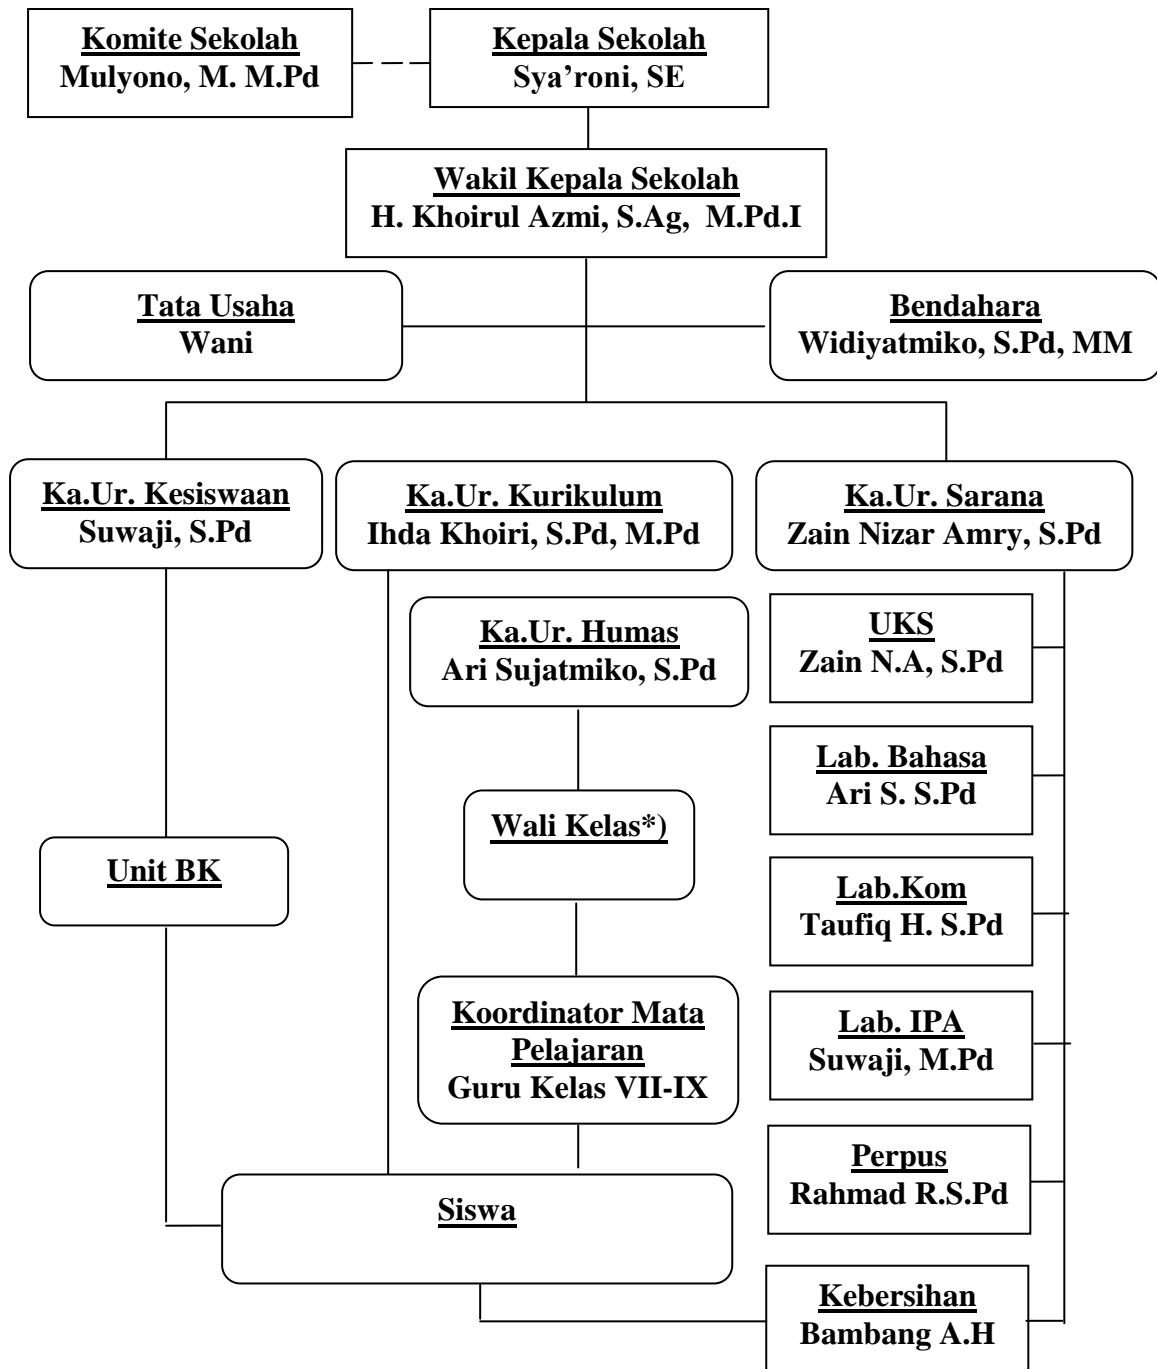 Komite Sekolah
Mulyono, M. M.Pd
Kepala Sekolah
Sya’roni, SE
Wakil Kepala Sekolah
H. Khoirul Azmi, S.Ag,  M.Pd.I
Tata Usaha
Wani
Bendahara
Widiyatmiko, S.Pd, MM
Ka.Ur. Kesiswaan
Suwaji, S.Pd
Ka.Ur. Kurikulum
Ihda Khoiri, S.Pd, M.Pd
Ka.Ur. Sarana
Zain Nizar Amry, S.Pd
Ka.Ur. Humas
Ari Sujatmiko, S.Pd
UKS
Zain N.A, S.Pd
Lab. Bahasa
Ari S. S.Pd
Wali Kelas*)
Unit BK
Lab.Kom
Taufiq H. S.Pd
Koordinator Mata
Pelajaran
Guru Kelas VII-IX
Lab. IPA
Suwaji, M.Pd
Perpus
Rahmad R.S.Pd
Siswa
Kebersihan
Bambang A.H